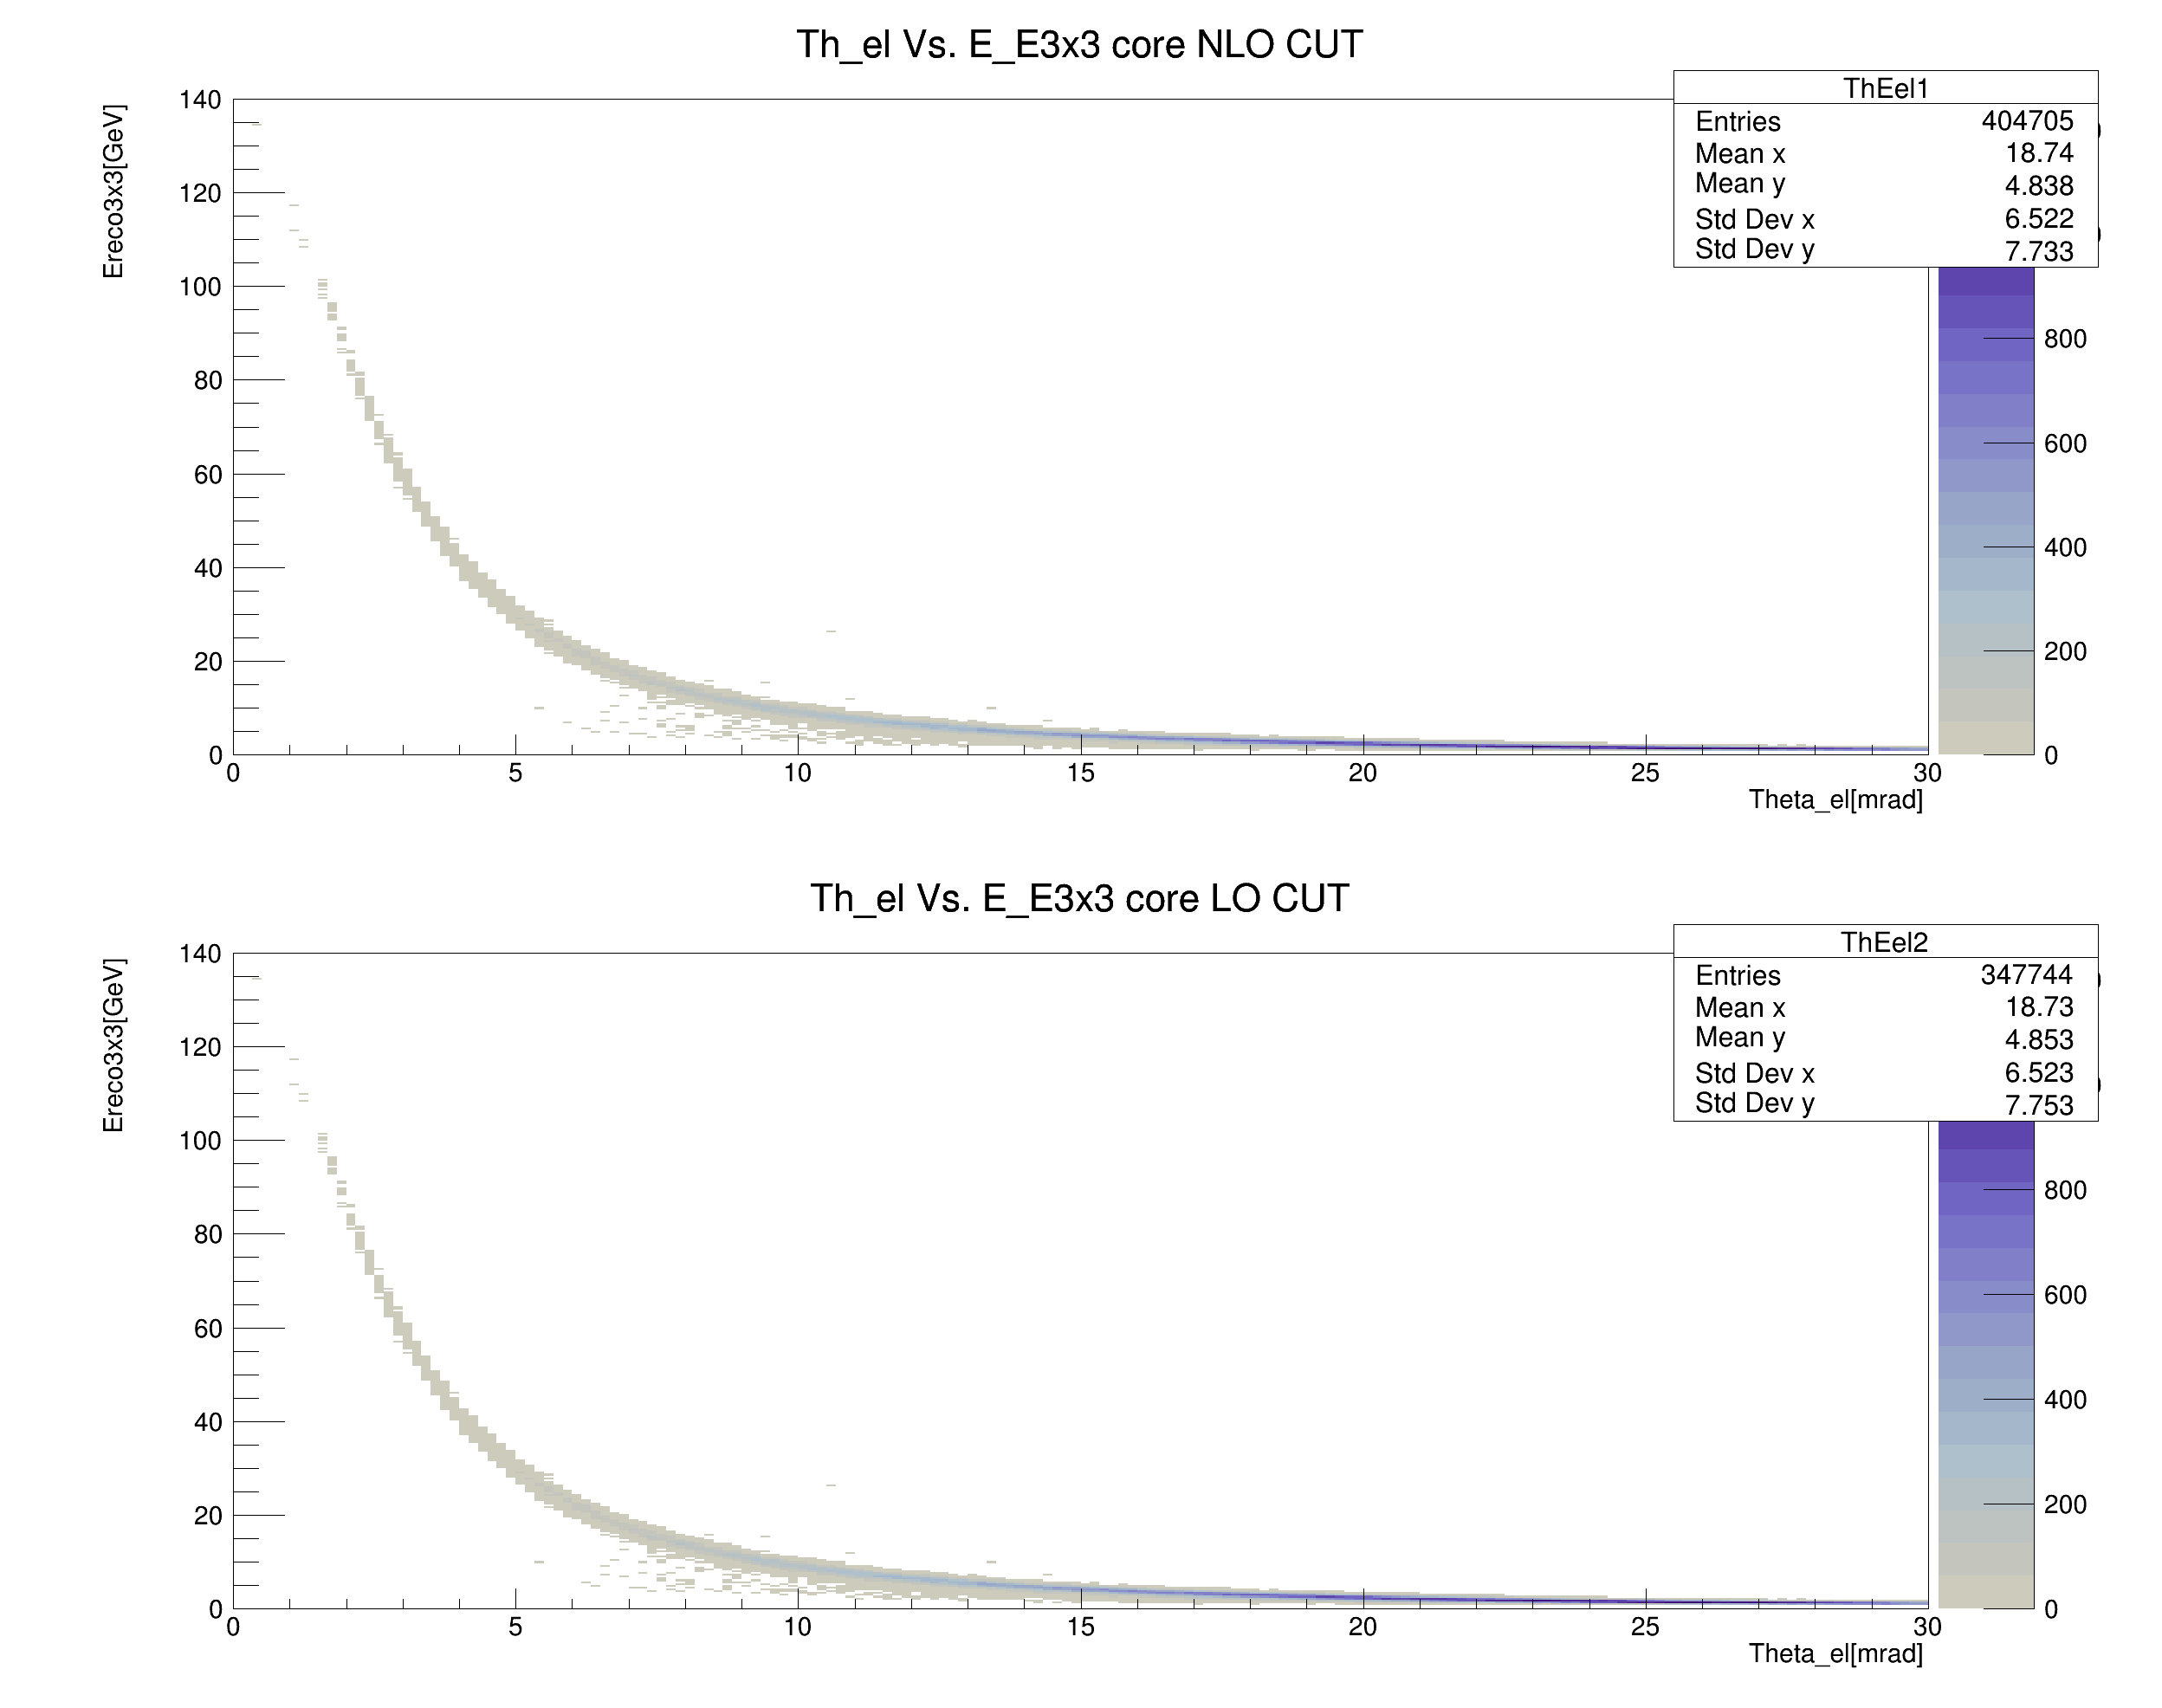 Th_el Vs. E_E3x3 core NLO CUT
Ereco3x3[GeV]
ThEel1
Entries 404705
Mean x 18.74
Mean y 4.838
Std Dev x 6.522
Std Dev y 7.733
140
120
100
80
60
40
20
0
0 5 10 15 20 25 30
Theta_el[mrad]
800
600
400
200
0
Th_el Vs. E_E3x3 core LO CUT
Ereco3x3[GeV]
ThEel2
Entries 347744
Mean x 18.73
Mean y 4.853
Std Dev x 6.523
Std Dev y 7.753
140
120
100
80
60
40
20
0
0 5 10 15 20 25 30
Theta_el[mrad]
800
600
400
200
0